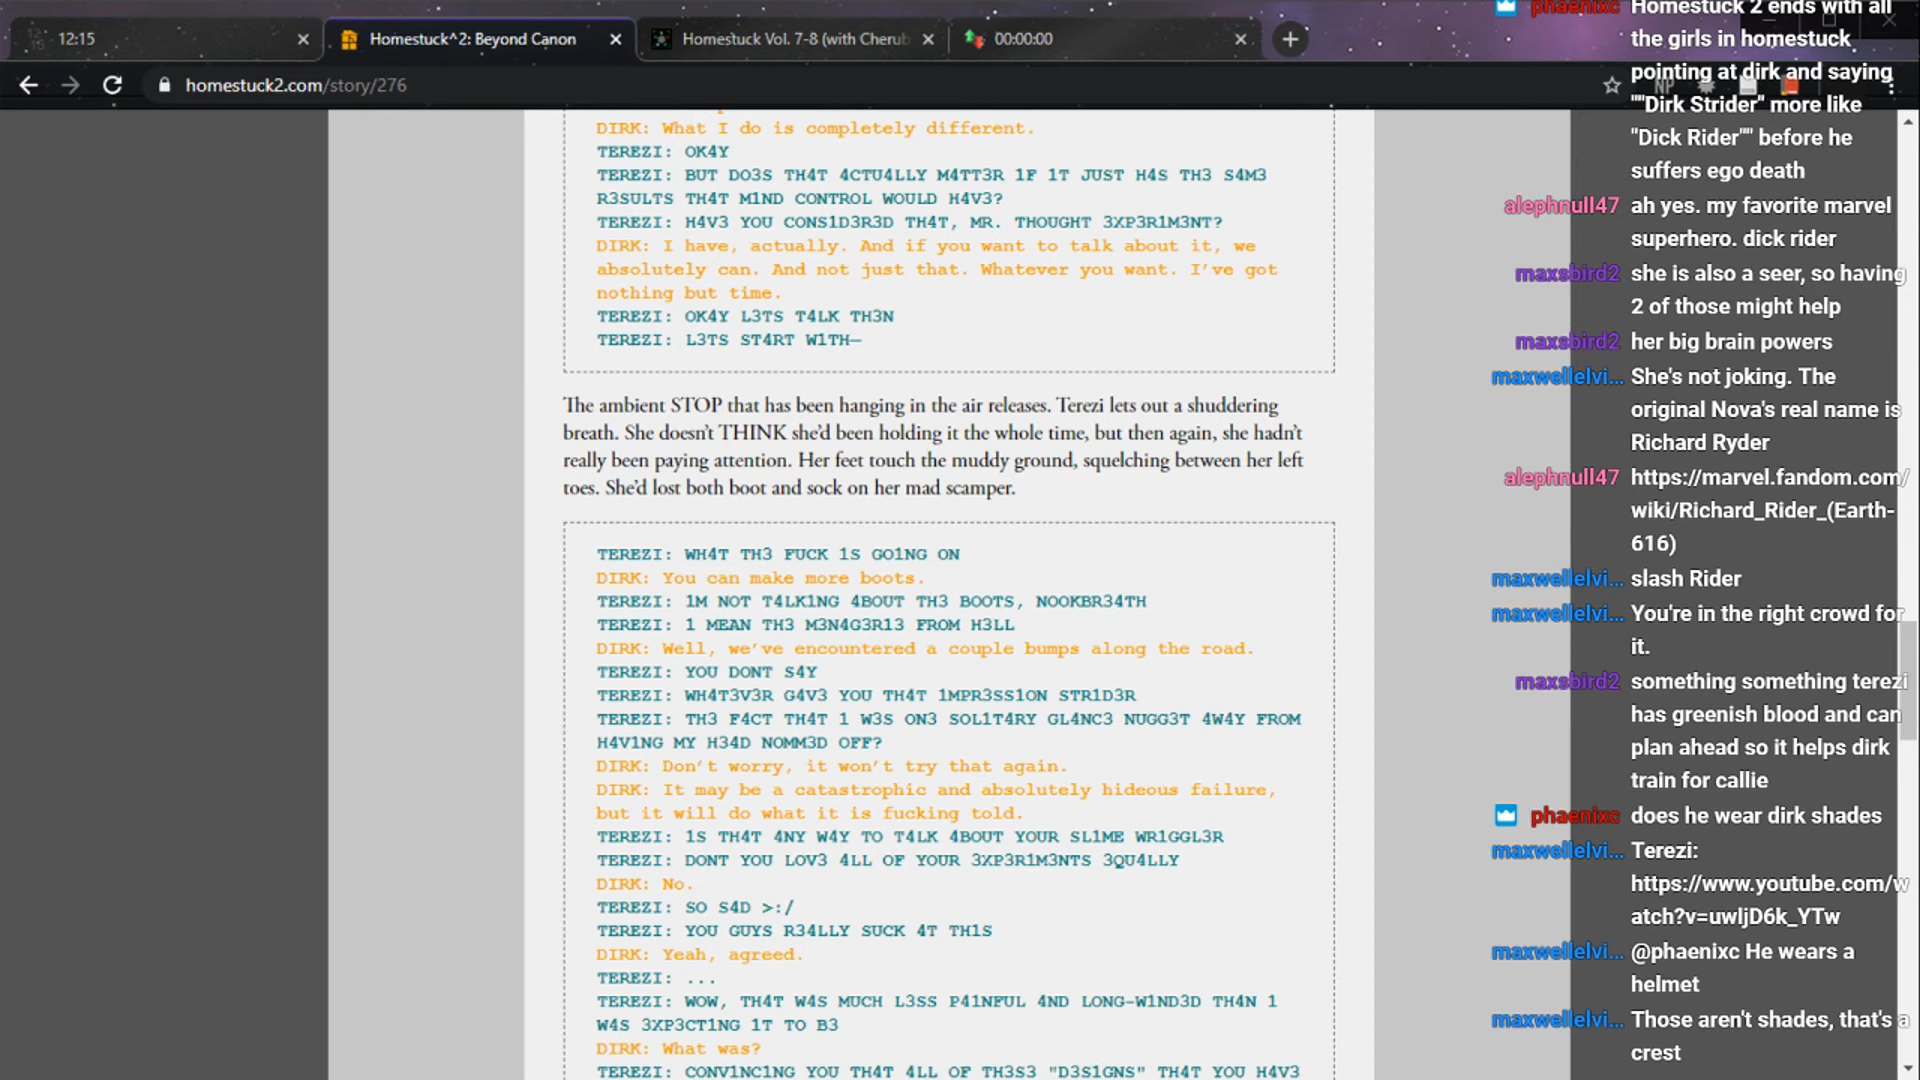 12:15
Homestuck^2: Beyond Canon
Homestuck Vol. 7-8 (with Cherub
00:00:00
homestuck2.com/story/276
DIRK: What I do is completely different.
TEREZI: OK4Y
TEREZI: BUT DO3S TH4T 4CTU4LLY M4TT3R 1F 1T JUST H4S TH3 S4M3
R3SULTS TH4T M1ND CONTROL WOULD H4V3?
TEREZI: H4V3 YOU CONS1D3R3D TH4T, MR. THOUGHT 3XP3R1M3NT?
DIRK: I have, actually. And if you want to talk about it, we
absolutely can. And not just that. Whatever you want. I've got
nothing but time.
TEREZI: OK4Y L3TS T4LK TH3N
TEREZI: L3TS ST4RT W1TH—
The ambient STOP that has been hanging in the air releases. Terezi lets out a shuddering
breath. She doesn't THINK she'd been holding it the whole time, but then again, she hadn't
really been paying attention. Her feet touch the muddy ground, squelching between her left
toes. She'd lost both boot and sock on her mad scamper.
TEREZI: WH4T TH3 FUCK 1S GO1NG ON
DIRK: You can make more boots.
TEREZI: 1M NOT T4LK1NG 4BOUT TH3 BOOTS, NOOKBR34TH
TEREZI: 1 MEAN TH3 M3N4G3R13 FROM H3LL
DIRK: Well, we've encountered a couple bumps along the road.
TEREZI: YOU DONT S4Y
TEREZI: WH4T3V3R G4V3 YOU TH4T 1MPR3SS1ON STR1D3R
TEREZI: TH3 F4CT TH4T 1 W3S ON3 SOL1T4RY GL4NC3 NUGG3T 4W4Y FROM
H4V1NG MY H34D NOMM3D OFF?
DIRK: Don't worry, it won't try that again.
DIRK: It may be a catastrophic and absolutely hideous failure,
but it will do what it is fucking told.
TEREZI: 1S TH4T 4NY W4Y TO T4LK 4BOUT YOUR SL1ME WR1GGL3R
TEREZI: DONT YOU LOV3 4LL OF YOUR 3XP3R1M3NTS 3QU4LLY
DIRK: No.
TEREZI: SO S4D >:/
TEREZI: YOU GUYS R34LLY SUCK 4T TH1S
DIRK: Yeah, agreed.
TEREZI: ...
TEREZI: WOW, TH4T W4S MUCH L3SS P41NFUL 4ND LONG-W1ND3D TH4N 1
W4S 3XP3CT1NG 1T TO B3
DIRK: What was?
TEREZI: CONV1NC1NG YOU TH4T 4LL OF TH3S3 "D3S1GNS" TH4T YOU H4V3
phaenixc Homestuck 2 ends with all
the girls in homestuck
pointing at dirk and saying
""Dirk Strider" more like
"Dick Rider"" before he
suffers ego death
alephnull47 ah yes. my favorite marvel
superhero. dick rider
maxsbird2 she is also a seer, so having
2 of those might help
maxsbird2 her big brain powers
maxwellelvi... She's not joking. The
original Nova's real name is
Richard Ryder
alephnull47 https://marvel.fandom.com/
wiki/Richard_Rider_(Earth-
616)
maxwellelvi... slash Rider
maxwellelvi... You're in the right crowd for
it.
maxsbird2 something something terezi
has greenish blood and can
plan ahead so it helps dirk
train for callie
phaenixc does he wear dirk shades
maxwellelvi... Terezi:
https://www.youtube.com/w
atch?v=uwljD6k_YTw
maxwellelvi... @phaenixc He wears a
helmet
maxwellelvi... Those aren't shades, that's a
crest